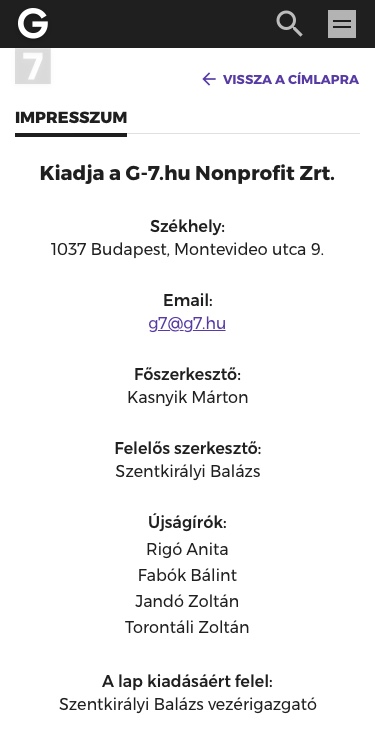 G
7
← VISSZA A CÍMLAPRA
IMPRESSZUM
Kiadja a G-7.hu Nonprofit Zrt.
Székhely:
1037 Budapest, Montevideo utca 9.
Email:
g7@g7.hu
Főszerkesztő:
Kasnyik Márton
Felelős szerkesztő:
Szentkirályi Balázs
Újságírók:
Rigó Anita
Fabók Bálint
Jandó Zoltán
Torontáli Zoltán
A lap kiadásáért felel:
Szentkirályi Balázs vezérigazgató